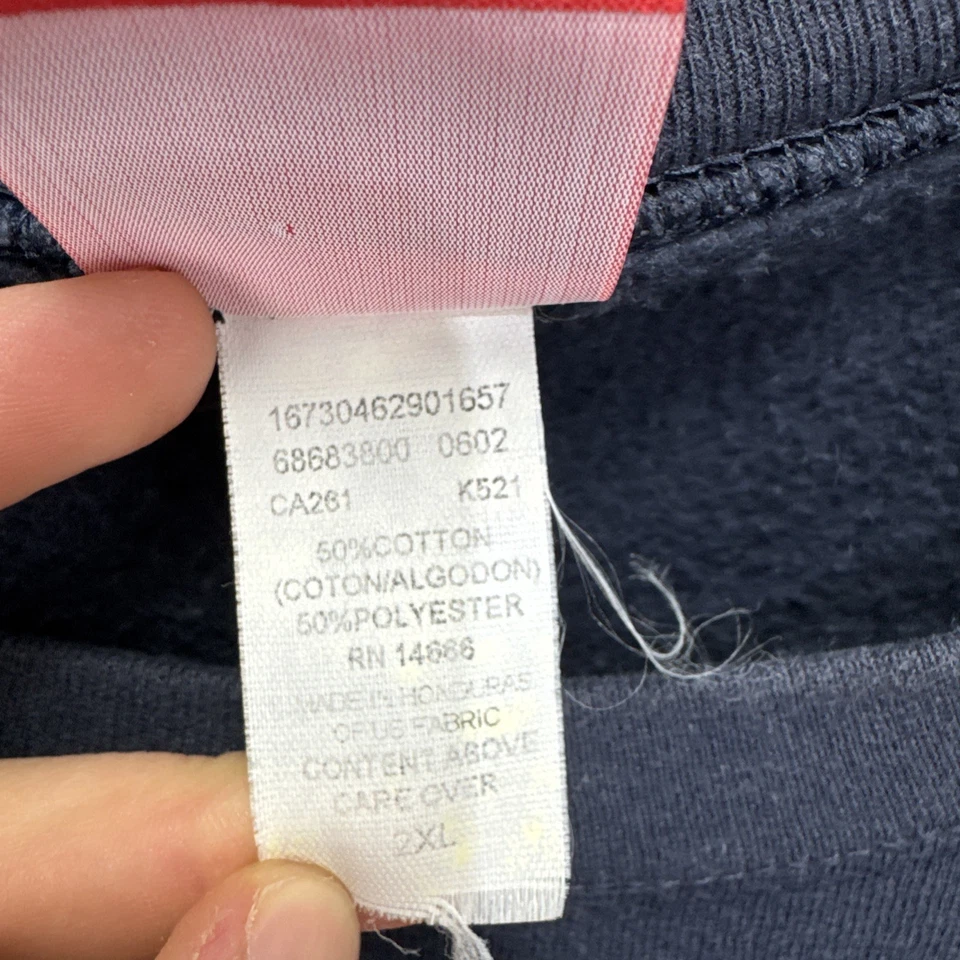 16730462901657
68683800 0602
CA261 K521
50%COTTON
(COTON/ALGODON)
50%POLYESTER
RN 14666
MADE IN HONDURAS
OF US FABRIC
CONTENT ABOVE
CARE OVER
2XL